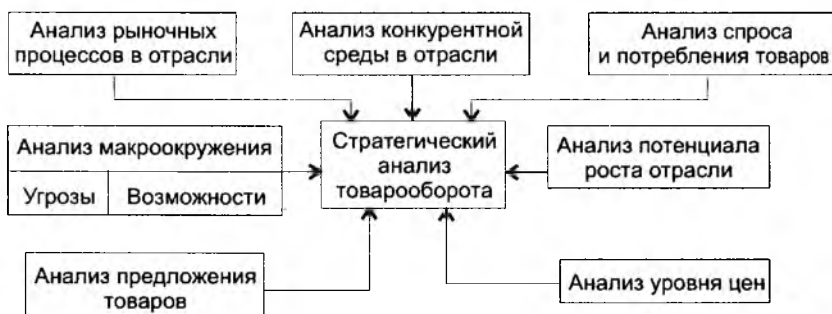 Анализ рыночных
процессов в отрасли
Анализ конкурентной
среды в отрасли
Анализ спроса
и потребления товаров
Анализ макроокружения
Угрозы
Возможности
Стратегический
анализ
товарооборота
Анализ потенциала
роста отрасли
Анализ предложения
товаров
Анализ уровня цен